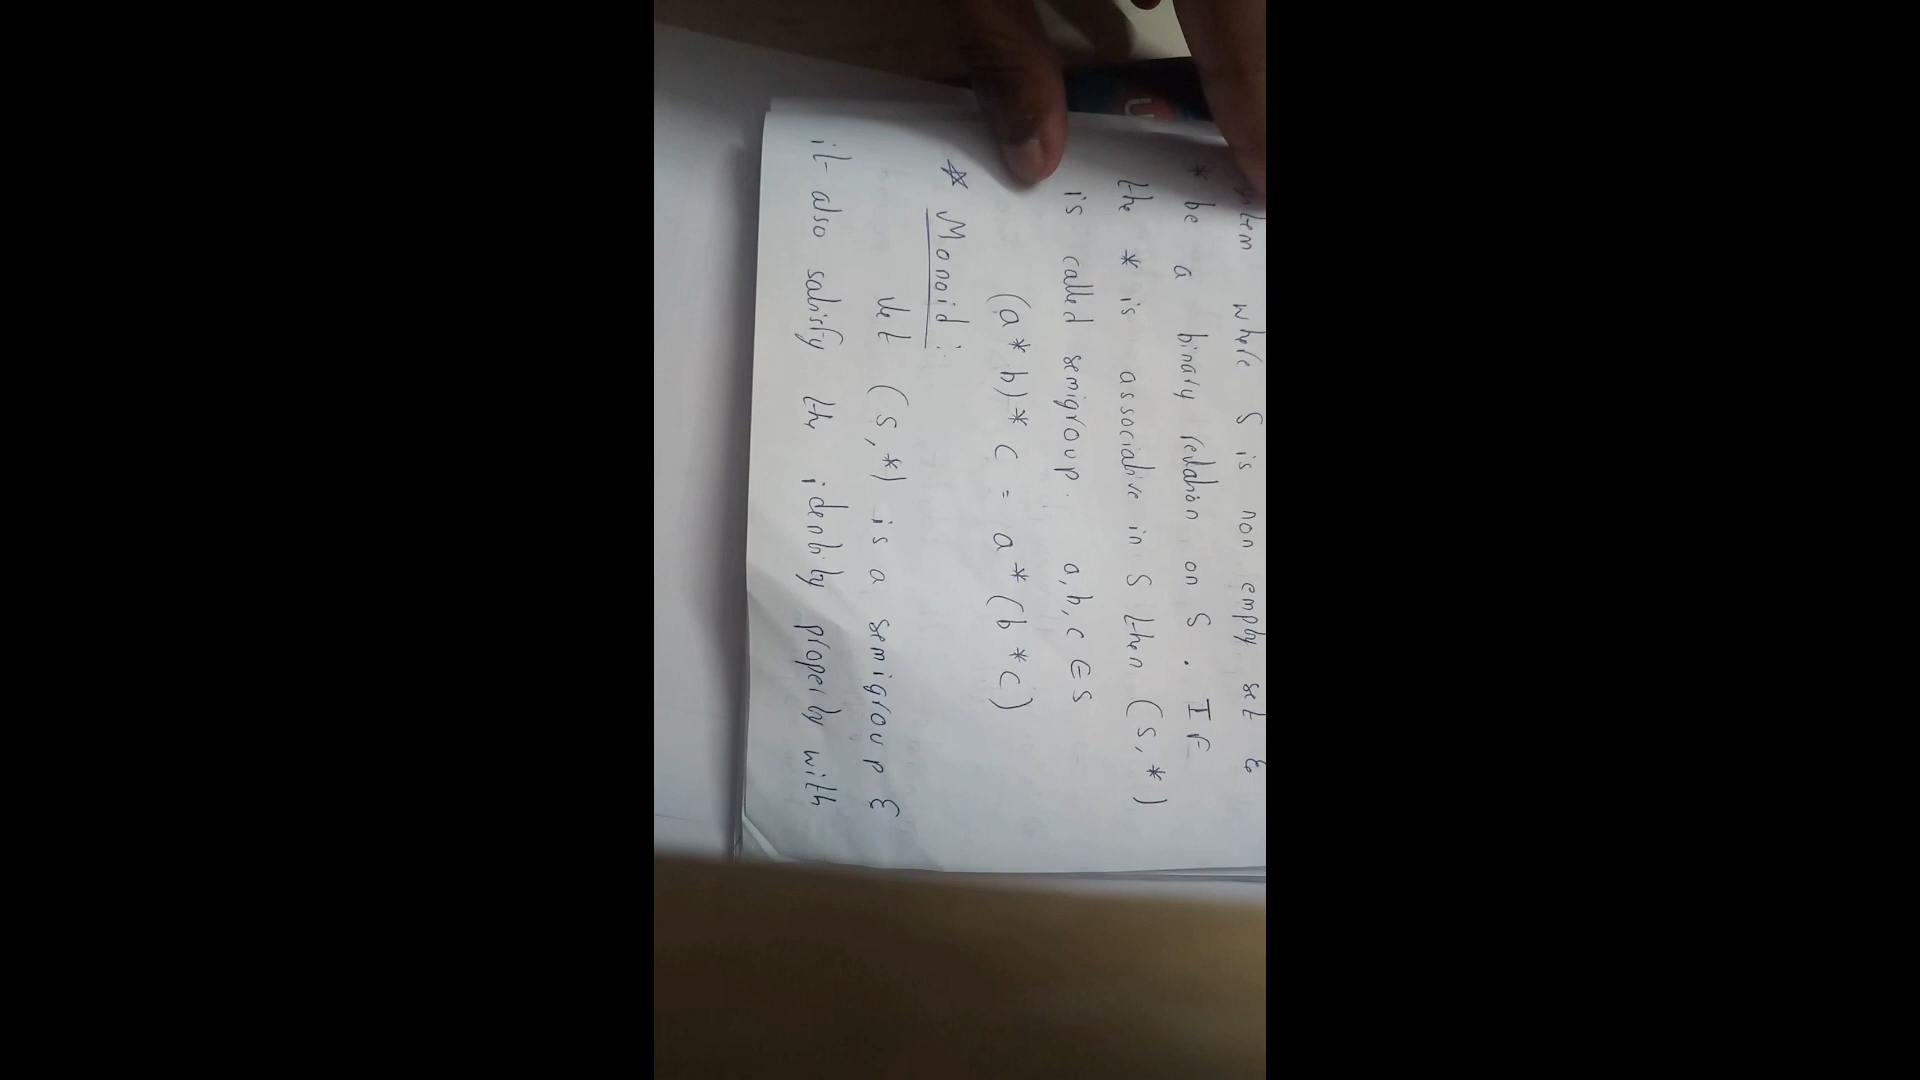 where S is non empty set &
* be a binary relation on S. IF
the * is associative in S then (S, *)
is called semigroup. a, b, c ∈ S
(a * b) * c = a * (b * c)
☆ Monoid :
Let (S, *) is a semigroup &
it also satisfy the identity property with